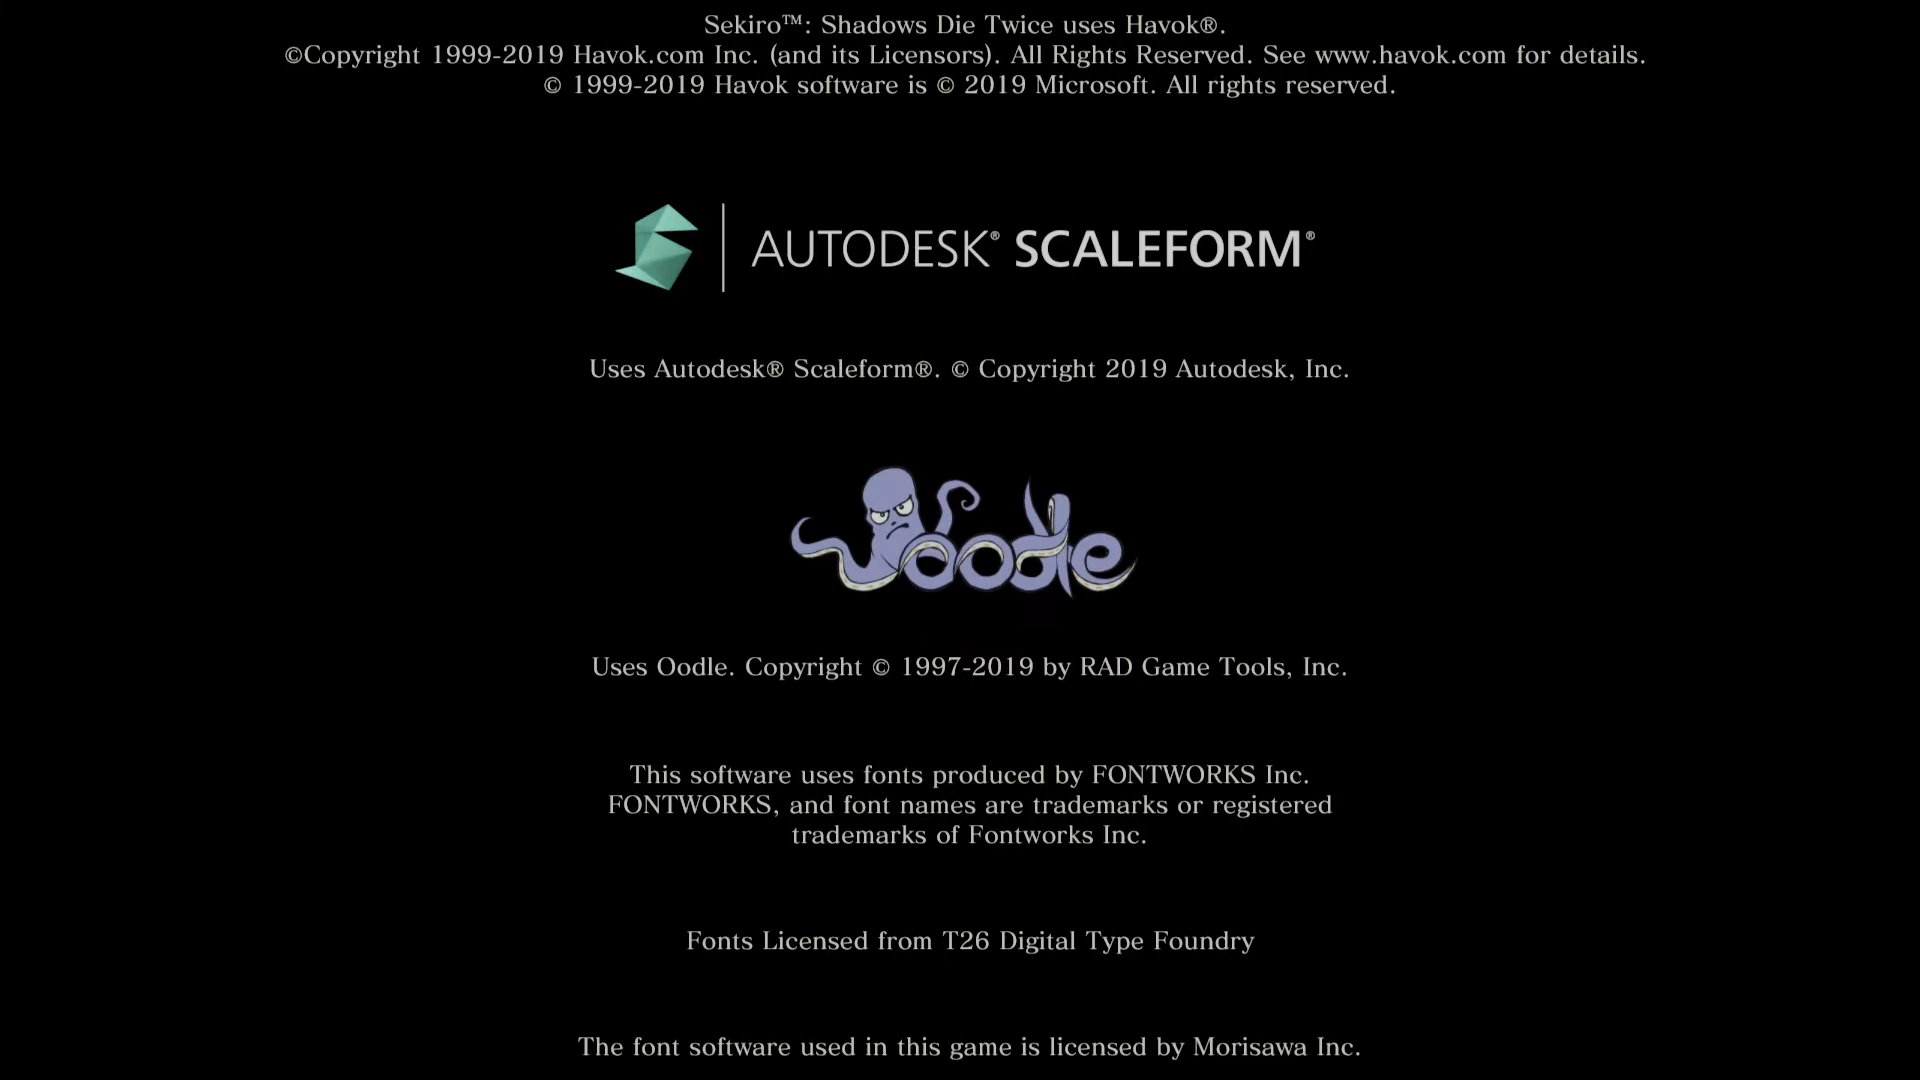 Sekiro™: Shadows Die Twice uses Havok®.
©Copyright 1999-2019 Havok.com Inc. (and its Licensors). All Rights Reserved. See www.havok.com for details.
© 1999-2019 Havok software is © 2019 Microsoft. All rights reserved.
AUTODESK® SCALEFORM®
Uses Autodesk® Scaleform®. © Copyright 2019 Autodesk, Inc.
oodle
Uses Oodle. Copyright © 1997-2019 by RAD Game Tools, Inc.
This software uses fonts produced by FONTWORKS Inc.
FONTWORKS, and font names are trademarks or registered
trademarks of Fontworks Inc.
Fonts Licensed from T26 Digital Type Foundry
The font software used in this game is licensed by Morisawa Inc.